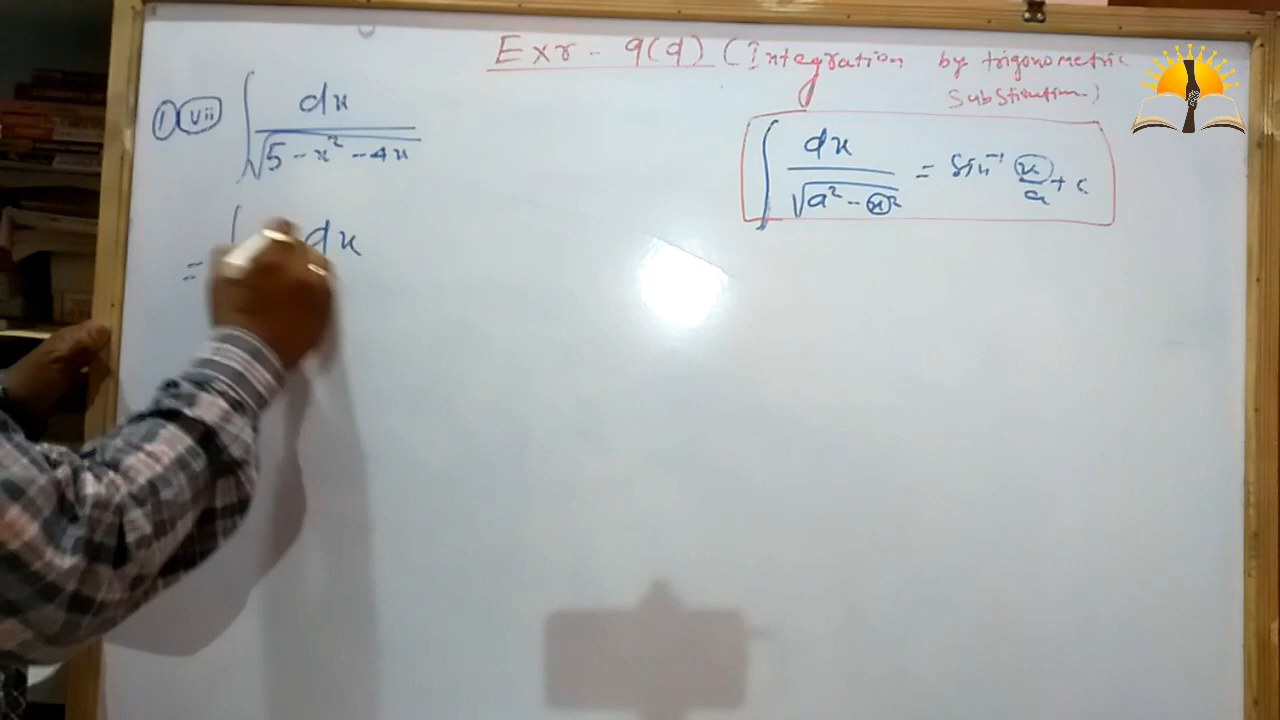 Exr - 9(d) (Integration by trigonometric
Substitution)
① vii ∫ dx / √(5 - x² - 4x)
∫ dx / √(a² - x²) = Sin⁻¹ x/a + c
= ∫ dx